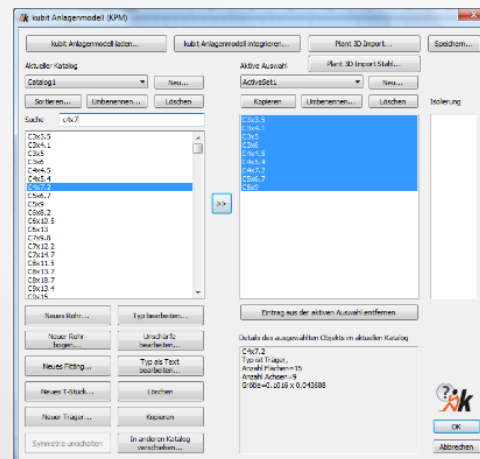 kubit Anlagenmodell (KPM)
kubit Anlagenmodell laden...
kubit Anlagenmodell integrieren...
Plant 3D Import...
Speichern...
Plant 3D Import Stahl...
Aktueller Katalog
Aktive Auswahl
Catalog1
Neu...
ActiveSet1
Neu...
Sortieren...
Umbenennen...
Löschen
Kopieren
Umbenennen...
Löschen
Isolierung
Suche
c4x7
C3x3.5
C3x4.1
C3x5
C3x6
C4x4.5
C4x5.4
C4x7.2
C5x6.7
C5x9
C6x8.2
C6x10.5
C6x13
C7x9.8
C7x12.2
C7x14.7
C8x11.5
C8x13.7
C8x18.7
C9x13.4
C9x15
C3x3.5
C3x4.1
C3x5
C3x6
C4x4.5
C4x5.4
C4x7.2
C5x6.7
C5x9
>>
Eintrag aus der aktiven Auswahl entfernen
Neues Rohr...
Typ bearbeiten...
Neuer Rohr-
bogen...
Unschärfe
bearbeiten...
Neues Fitting...
Typ als Text
bearbeiten...
Neues T-Stück...
Löschen
Neuer Träger...
Kopieren
Symmetrie umschalten
In anderen Katalog
verschieben...
Details des ausgewählten Objekts im aktuellen Katalog
C4x7.2
Typ ist Träger,
Anzahl Flächen=15
Anzahl Achsen=9
Größe=0.1016 x 0.043688
OK
Abbrechen